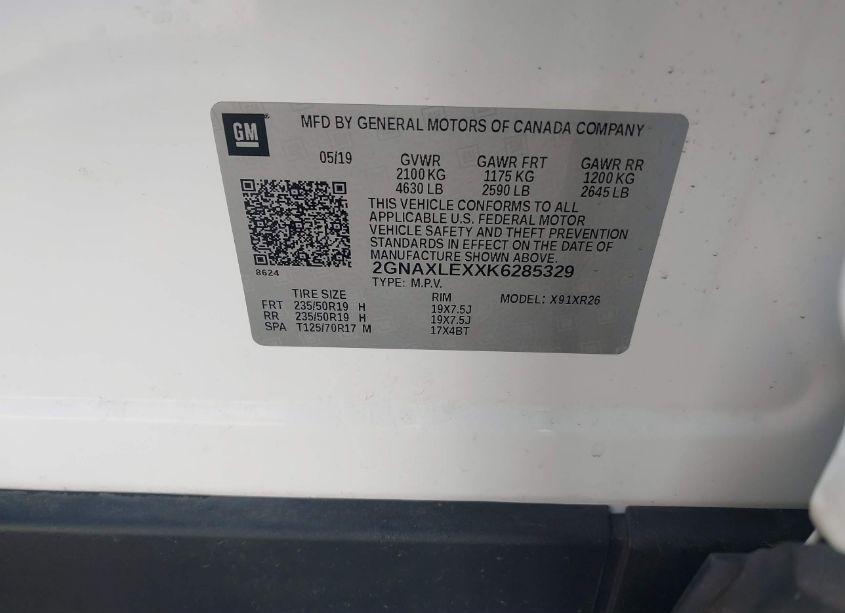 GM
MFD BY GENERAL MOTORS OF CANADA COMPANY
05/19 GVWR GAWR FRT GAWR RR
2100 KG 1175 KG 1200 KG
4630 LB 2590 LB 2645 LB
THIS VEHICLE CONFORMS TO ALL
APPLICABLE U.S. FEDERAL MOTOR
VEHICLE SAFETY AND THEFT PREVENTION
STANDARDS IN EFFECT ON THE DATE OF
MANUFACTURE SHOWN ABOVE.
8624 2GNAXLEXXK6285329
TYPE: M.P.V.
TIRE SIZE RIM MODEL: X91XR26
FRT 235/50R19 H 19X7.5J
RR 235/50R19 H 19X7.5J
SPA T125/70R17 M 17X4BT